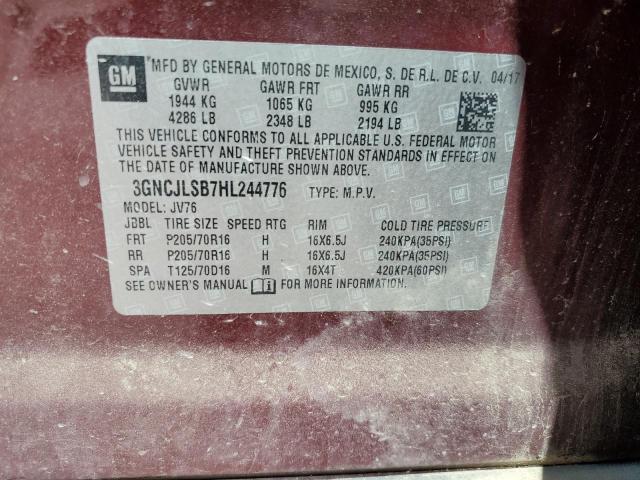 GM *MFD BY GENERAL MOTORS DE MEXICO, S. DE R.L. DE C.V. 04/17
GVWR GAWR FRT GAWR RR
1944 KG 1065 KG 995 KG
4286 LB 2348 LB 2194 LB
THIS VEHICLE CONFORMS TO ALL APPLICABLE U.S. FEDERAL MOTOR
VEHICLE SAFETY AND THEFT PREVENTION STANDARDS IN EFFECT ON
THE DATE OF MANUFACTURE SHOWN ABOVE.
3GNCJLSB7HL244776 TYPE: M.P.V.
MODEL: JV76
JBBL TIRE SIZE SPEED RTG RIM COLD TIRE PRESSURE
FRT P205/70R16 H 16X6.5J 240KPA(35PSI)
RR P205/70R16 H 16X6.5J 240KPA(35PSI)
SPA T125/70D16 M 16X4T 420KPA(60PSI)
SEE OWNER'S MANUAL FOR MORE INFORMATION.